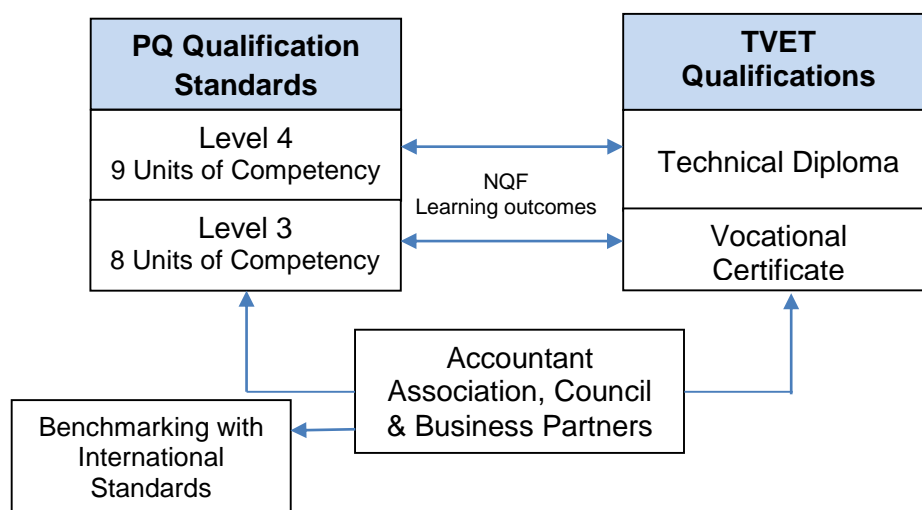 PQ Qualification
Standards
Level 4
9 Units of Competency
Level 3
8 Units of Competency
NQF
Learning outcomes
TVET
Qualifications
Technical Diploma
Vocational
Certificate
Accountant
Association, Council
& Business Partners
Benchmarking with
International
Standards